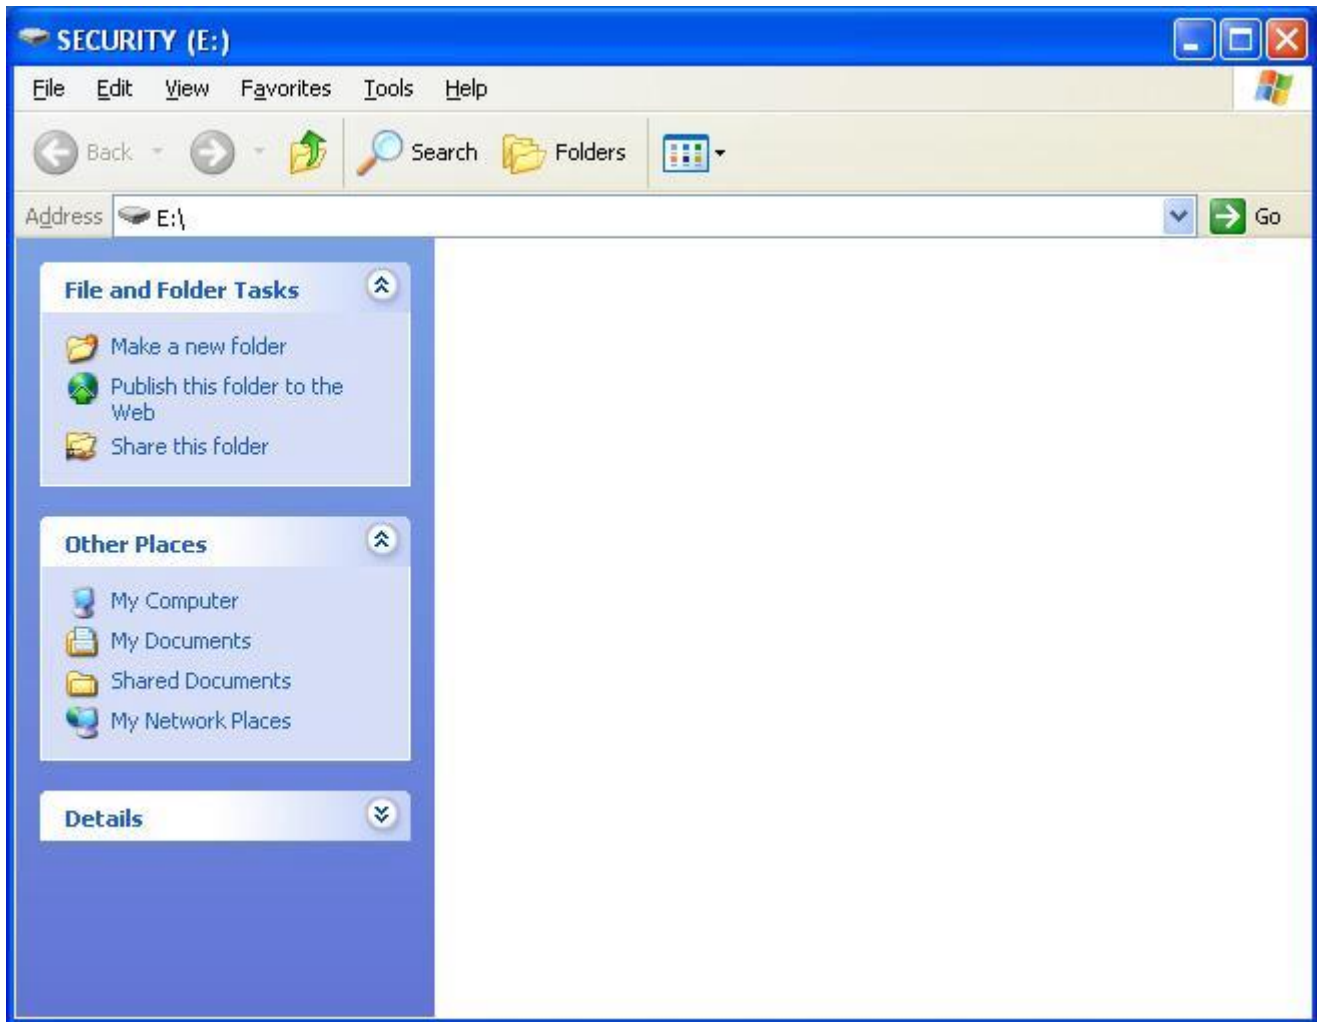 SECURITY (E:)
File Edit View Favorites Tools Help
Back Search Folders
Address E:\ Go
File and Folder Tasks
Make a new folder
Publish this folder to the
Web
Share this folder
Other Places
My Computer
My Documents
Shared Documents
My Network Places
Details